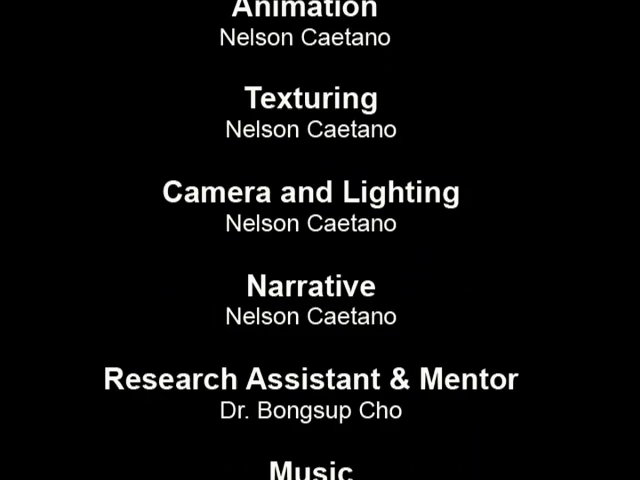 Animation
Nelson Caetano
Texturing
Nelson Caetano
Camera and Lighting
Nelson Caetano
Narrative
Nelson Caetano
Research Assistant & Mentor
Dr. Bongsup Cho
Music